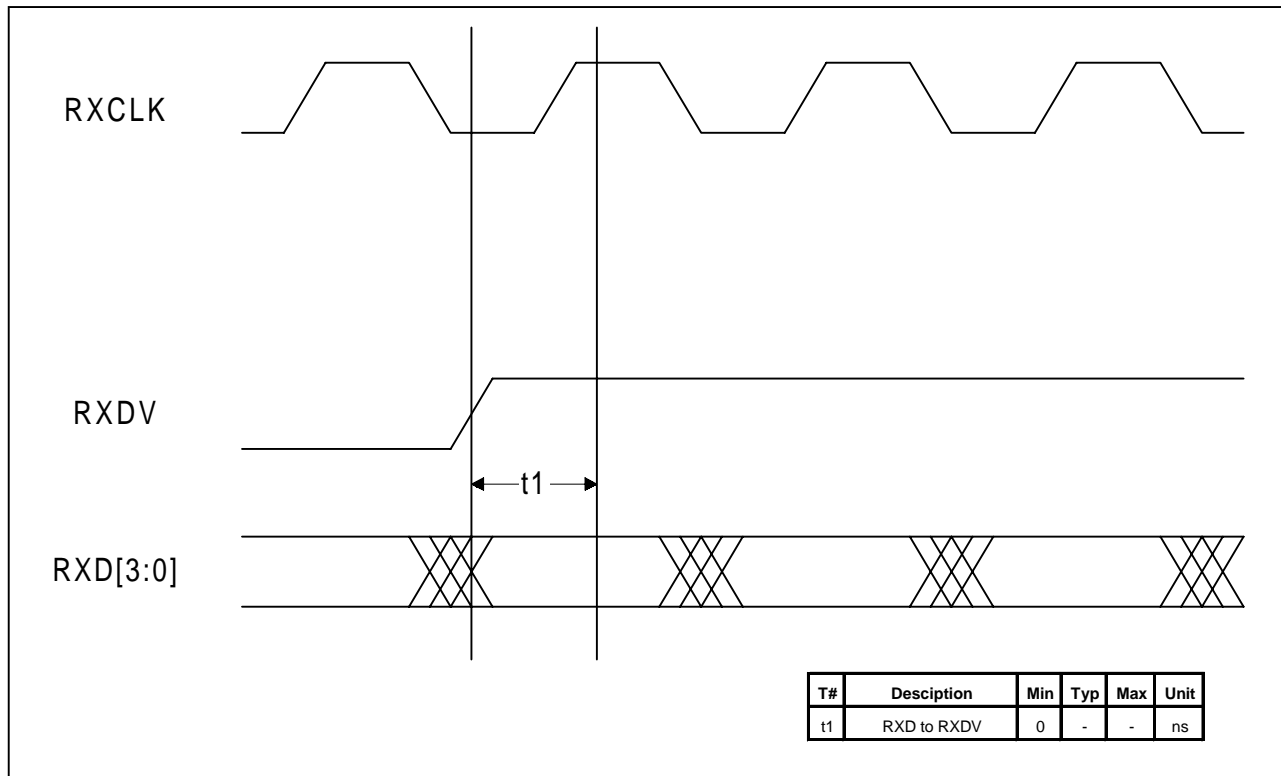 RXCLK
RXDV
t1
RXD[3:0]
T# Desciption Min Typ Max Unit
t1 RXD to RXDV 0 - - ns